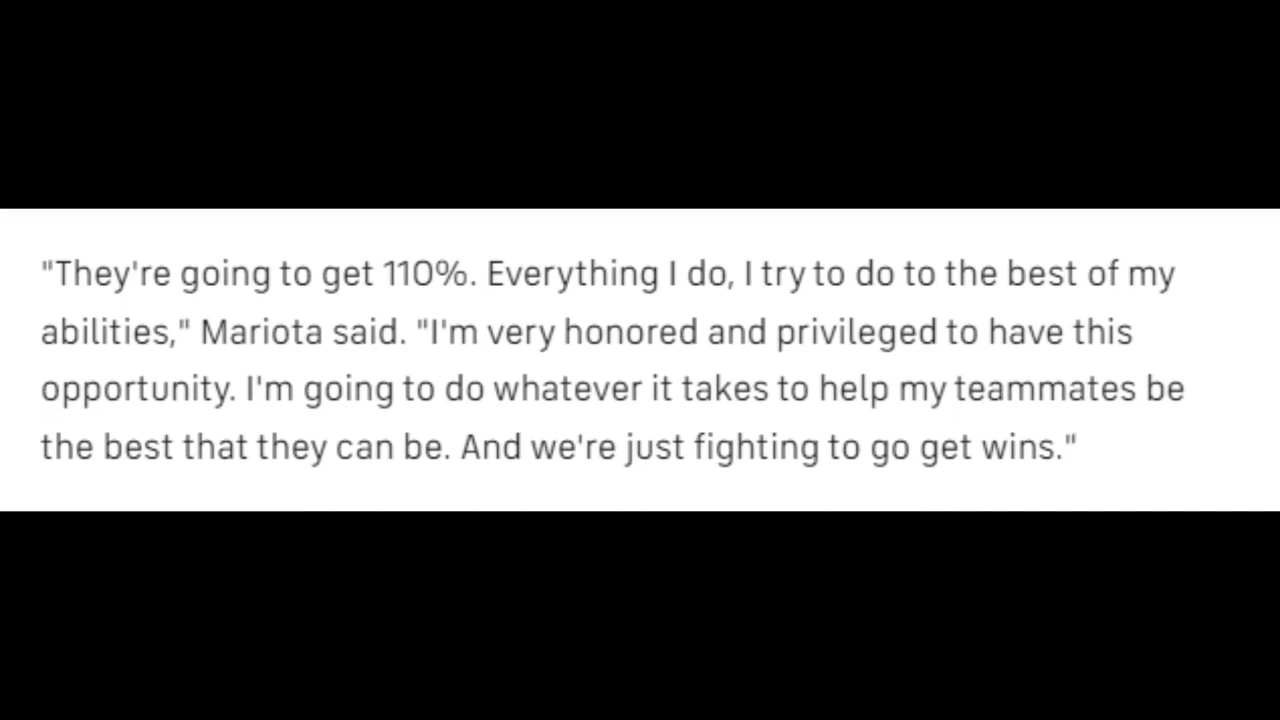 "They're going to get 110%. Everything I do, I try to do to the best of my
abilities," Mariota said. "I'm very honored and privileged to have this
opportunity. I'm going to do whatever it takes to help my teammates be
the best that they can be. And we're just fighting to go get wins."